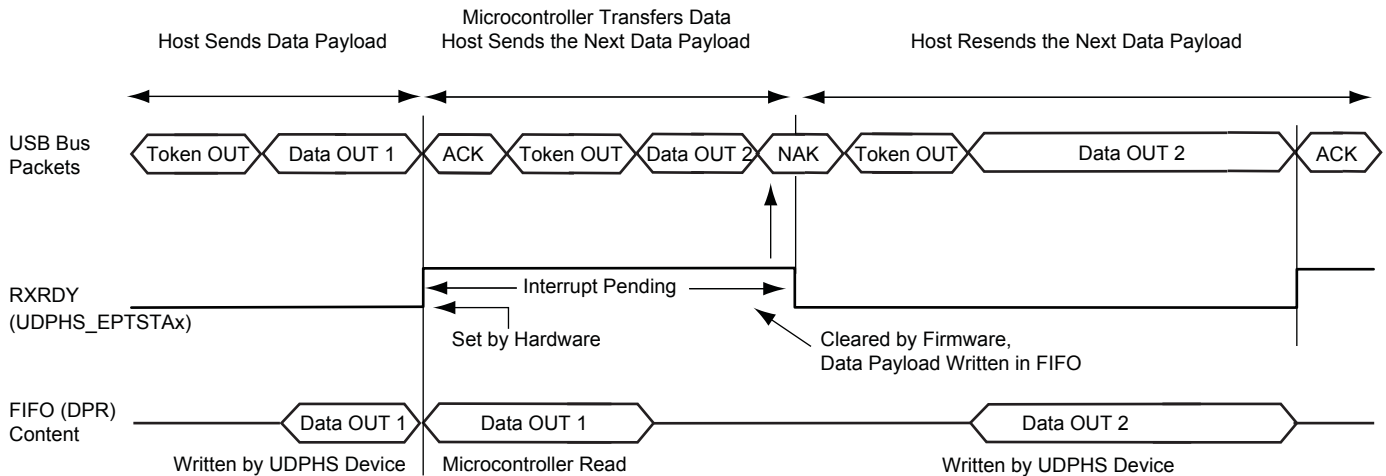 Microcontroller Transfers Data
Host Sends Data Payload Host Sends the Next Data Payload Host Resends the Next Data Payload
USB Bus
Packets
Token OUT Data OUT 1 ACK Token OUT Data OUT 2 NAK Token OUT Data OUT 2 ACK
RXRDY
(UDPHS_EPTSTAx)
Interrupt Pending
Set by Hardware
Cleared by Firmware,
Data Payload Written in FIFO
FIFO (DPR)
Content
Data OUT 1 Data OUT 1 Data OUT 2
Written by UDPHS Device Microcontroller Read Written by UDPHS Device